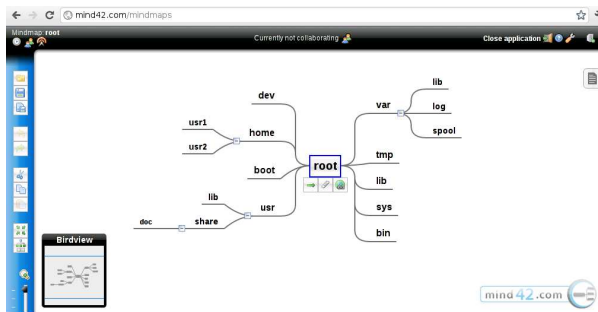 mind42.com/mindmaps
Mindmap root
Currently not collaborating
Close application
dev
usr1
home
usr2
boot
lib
usr
doc
share
root
var
lib
log
spool
tmp
lib
sys
bin
Birdview
mind42.com